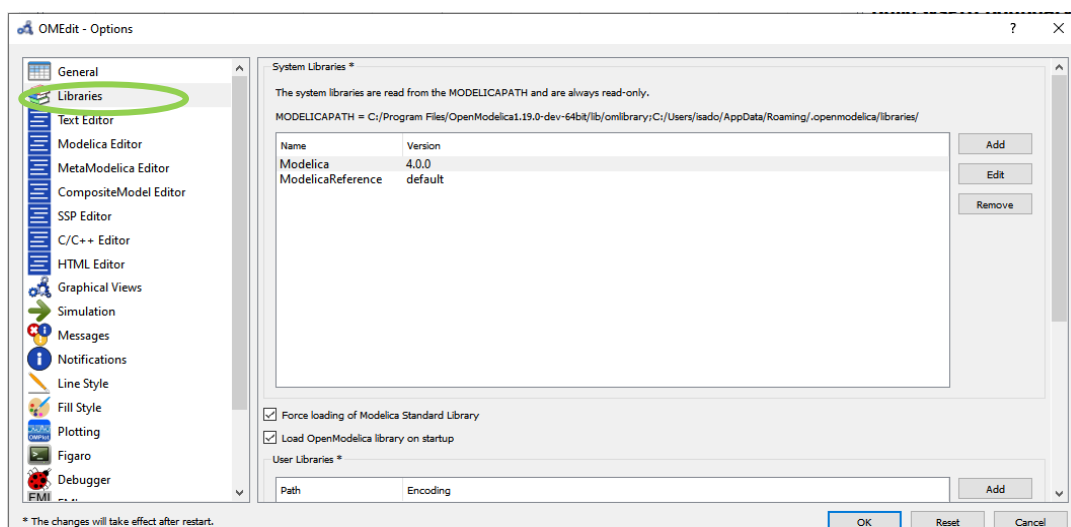 OMEdit - Options
?
General
Libraries
Text Editor
Modelica Editor
MetaModelica Editor
CompositeModel Editor
SSP Editor
C/C++ Editor
HTML Editor
Graphical Views
Simulation
Messages
Notifications
Line Style
Fill Style
Plotting
Figaro
Debugger
System Libraries *
The system libraries are read from the MODELICAPATH and are always read-only.
MODELICAPATH = C:/Program Files/OpenModelica1.19.0-dev-64bit/lib/omlibrary;C:/Users/isado/AppData/Roaming/.openmodelica/libraries/
Name Version
Modelica 4.0.0
ModelicaReference default
Add
Edit
Remove
Force loading of Modelica Standard Library
Load OpenModelica library on startup
User Libraries *
Path Encoding
Add
* The changes will take effect after restart.
OK Reset Cancel